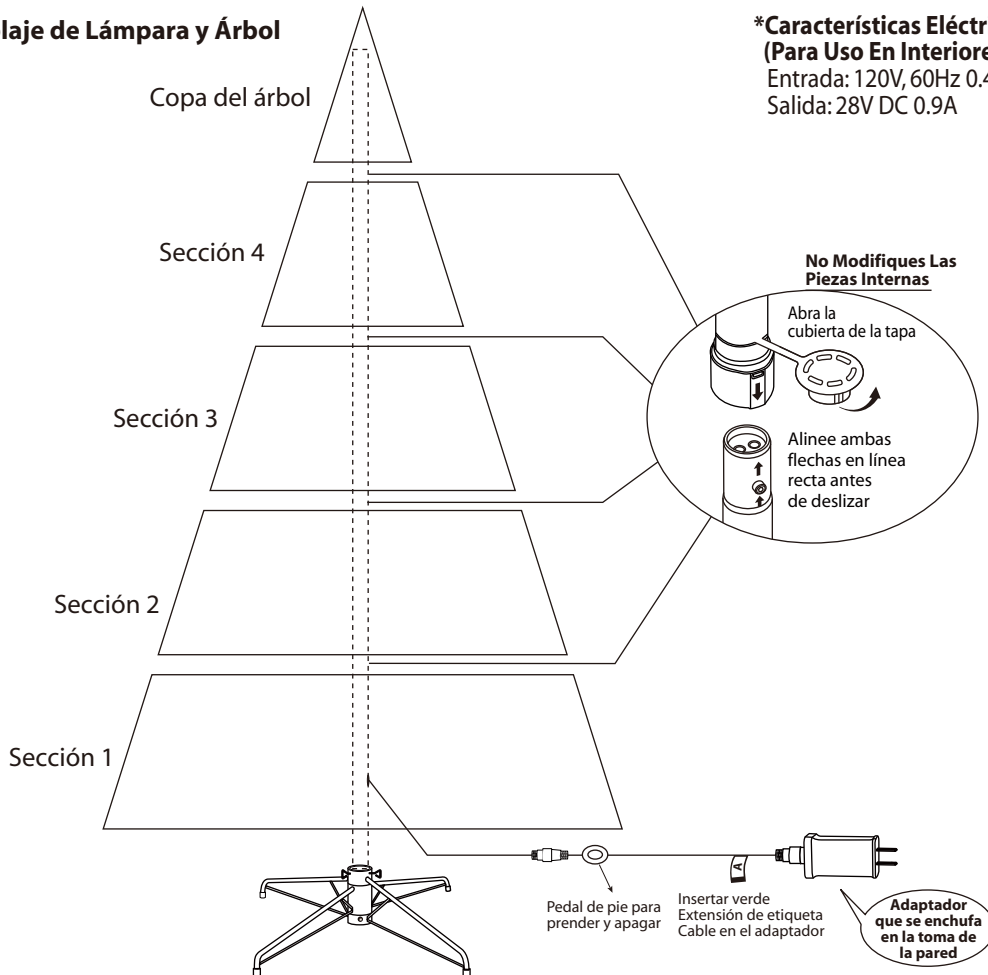 laje de Lámpara y Árbol
*Características Eléctr
(Para Uso En Interiore
Entrada: 120V, 60Hz 0.4
Salida: 28V DC 0.9A
Copa del árbol
Sección 4
No Modifiques Las
Piezas Internas
Abra la
cubierta de la tapa
Sección 3
Alinee ambas
flechas en línea
recta antes
de deslizar
Sección 2
Sección 1
A
Pedal de pie para
prender y apagar
Insertar verde
Extensión de etiqueta
Cable en el adaptador
Adaptador
que se enchufa
en la toma de
la pared